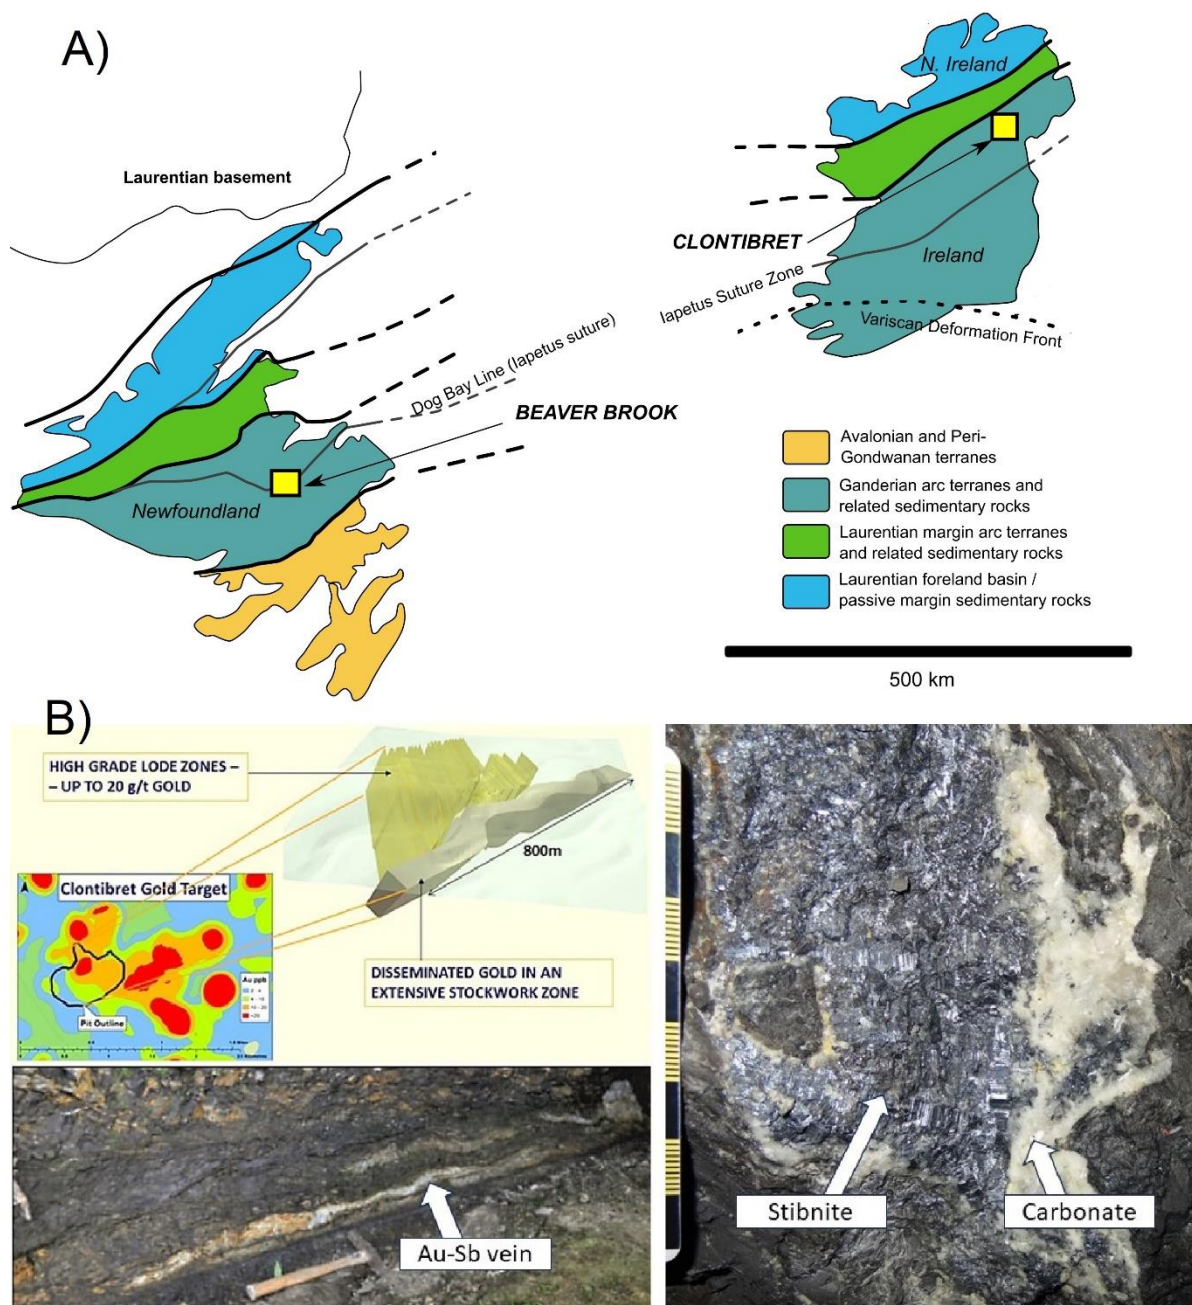 A)
N. Ireland
Laurentian basement
CLONTIBRET
Ireland
Iapetus Suture Zone
Variscan Deformation Front
Dog Bay Line (Iapetus suture)
BEAVER BROOK
Newfoundland
Avalonian and Peri-
Gondwanan terranes
Ganderian arc terranes and
related sedimentary rocks
Laurentian margin arc terranes
and related sedimentary rocks
Laurentian foreland basin /
passive margin sedimentary rocks
500 km
B)
HIGH GRADE LODE ZONES –
– UP TO 20 g/t GOLD
800m
Clontibret Gold Target
Au ppb
Pit Outline
DISSEMINATED GOLD IN AN
EXTENSIVE STOCKWORK ZONE
Au-Sb vein
Stibnite
Carbonate